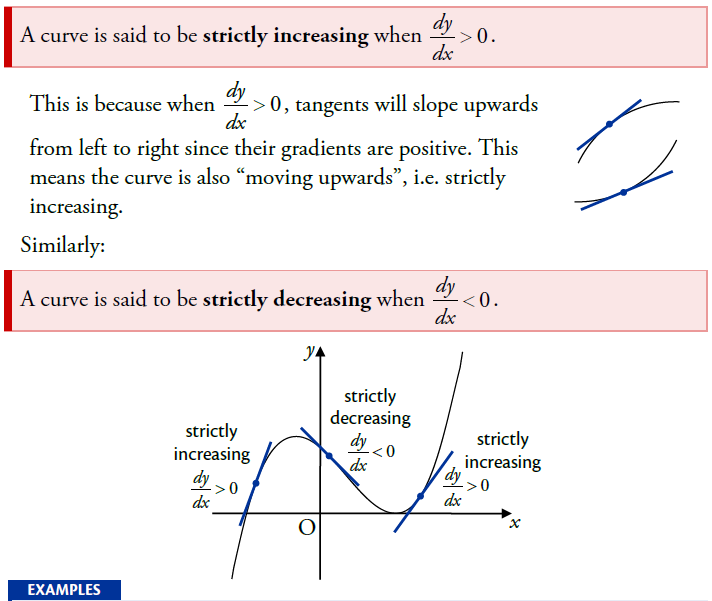 A curve is said to be strictly increasing when dy/dx > 0.
This is because when dy/dx > 0, tangents will slope upwards
from left to right since their gradients are positive. This
means the curve is also “moving upwards”, i.e. strictly
increasing.
Similarly:
A curve is said to be strictly decreasing when dy/dx < 0.
y
strictly
decreasing
dy/dx < 0
strictly
increasing
dy/dx > 0
strictly
increasing
dy/dx > 0
O
x
EXAMPLES